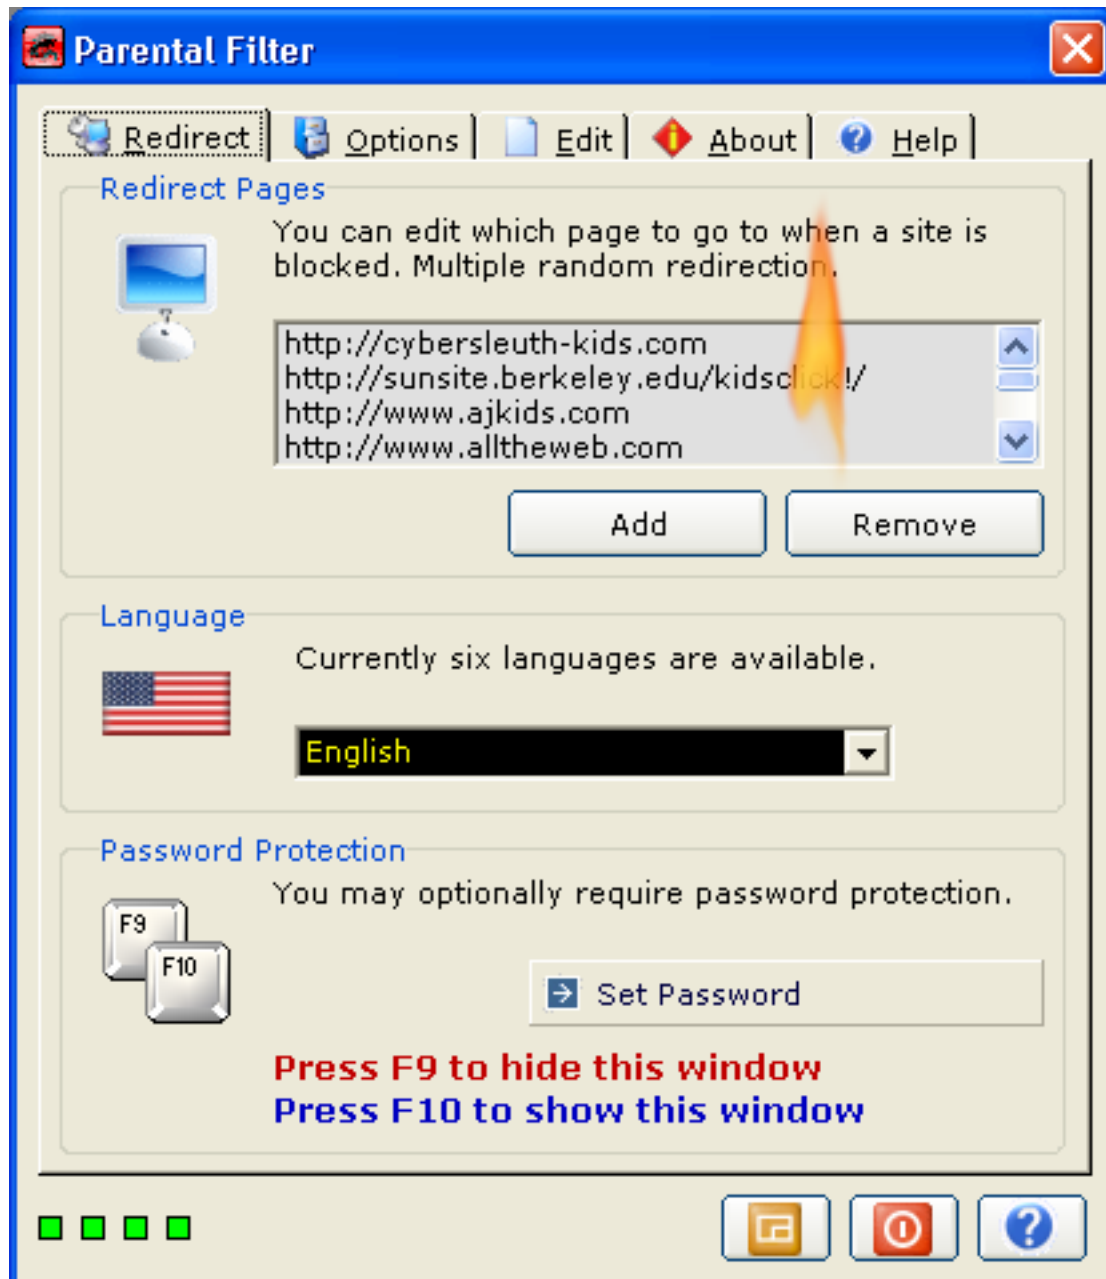 Parental Filter
Redirect
Options
Edit
About
Help
Redirect Pages
You can edit which page to go to when a site is
blocked. Multiple random redirection.
http://cybersleuth-kids.com
http://sunsite.berkeley.edu/kidsclick!/
http://www.ajkids.com
http://www.alltheweb.com
Add
Remove
Language
Currently six languages are available.
English
Password Protection
You may optionally require password protection.
F9
F10
Set Password
Press F9 to hide this window
Press F10 to show this window